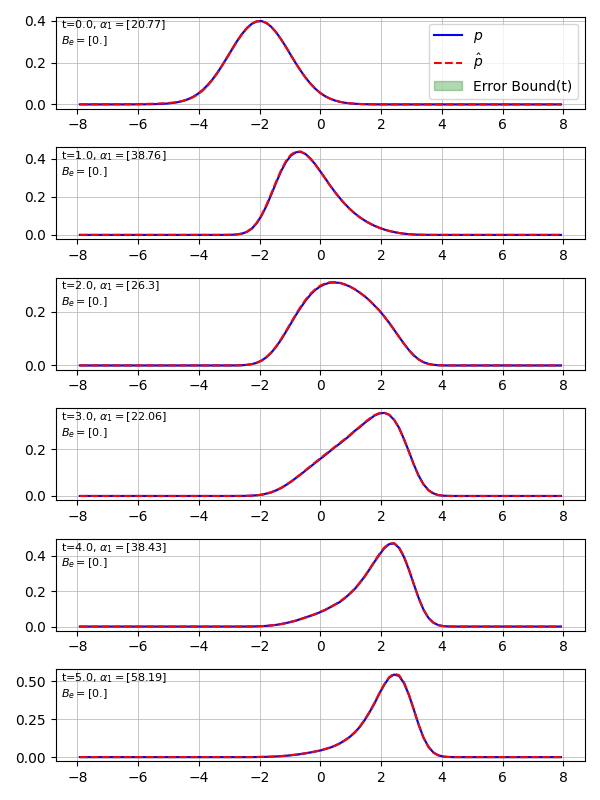 t=0.0, α₁ = [20.77]
Bₑ = [0.]
p
p̂
Error Bound(t)
0.4
0.2
0.0
−8 −6 −4 −2 0 2 4 6 8
t=1.0, α₁ = [38.76]
Bₑ = [0.]
0.4
0.2
0.0
−8 −6 −4 −2 0 2 4 6 8
t=2.0, α₁ = [26.3]
Bₑ = [0.]
0.2
0.0
−8 −6 −4 −2 0 2 4 6 8
t=3.0, α₁ = [22.06]
Bₑ = [0.]
0.2
0.0
−8 −6 −4 −2 0 2 4 6 8
t=4.0, α₁ = [38.43]
Bₑ = [0.]
0.4
0.2
0.0
−8 −6 −4 −2 0 2 4 6 8
t=5.0, α₁ = [58.19]
Bₑ = [0.]
0.50
0.25
0.00
−8 −6 −4 −2 0 2 4 6 8